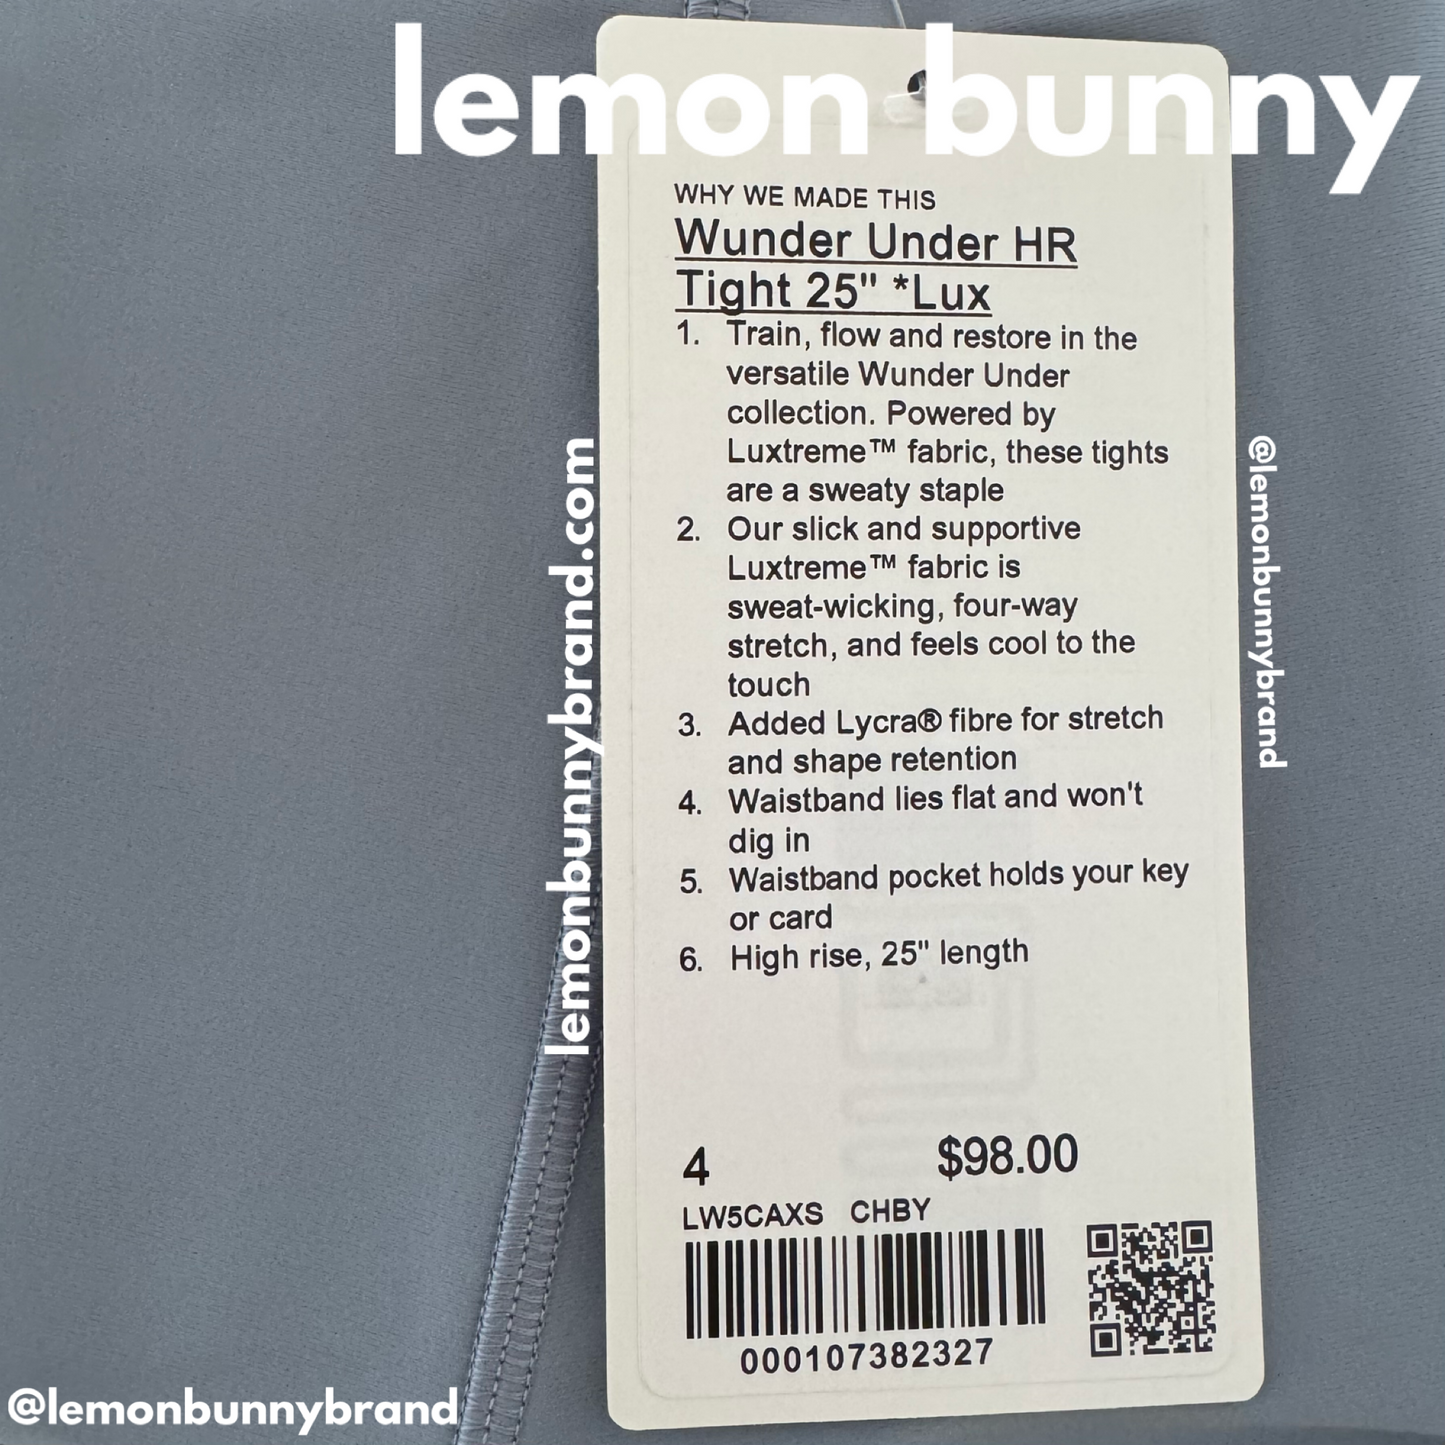 lemon bunny
WHY WE MADE THIS
Wunder Under HR
Tight 25" *Lux
1. Train, flow and restore in the
versatile Wunder Under
collection. Powered by
Luxtreme™ fabric, these tights
are a sweaty staple
2. Our slick and supportive
Luxtreme™ fabric is
sweat-wicking, four-way
stretch, and feels cool to the
touch
3. Added Lycra® fibre for stretch
and shape retention
4. Waistband lies flat and won't
dig in
5. Waistband pocket holds your key
or card
6. High rise, 25" length
4 $98.00
LW5CAXS CHBY
000107382327
lemonbunnybrand.com
@lemonbunnybrand
@lemonbunnybrand